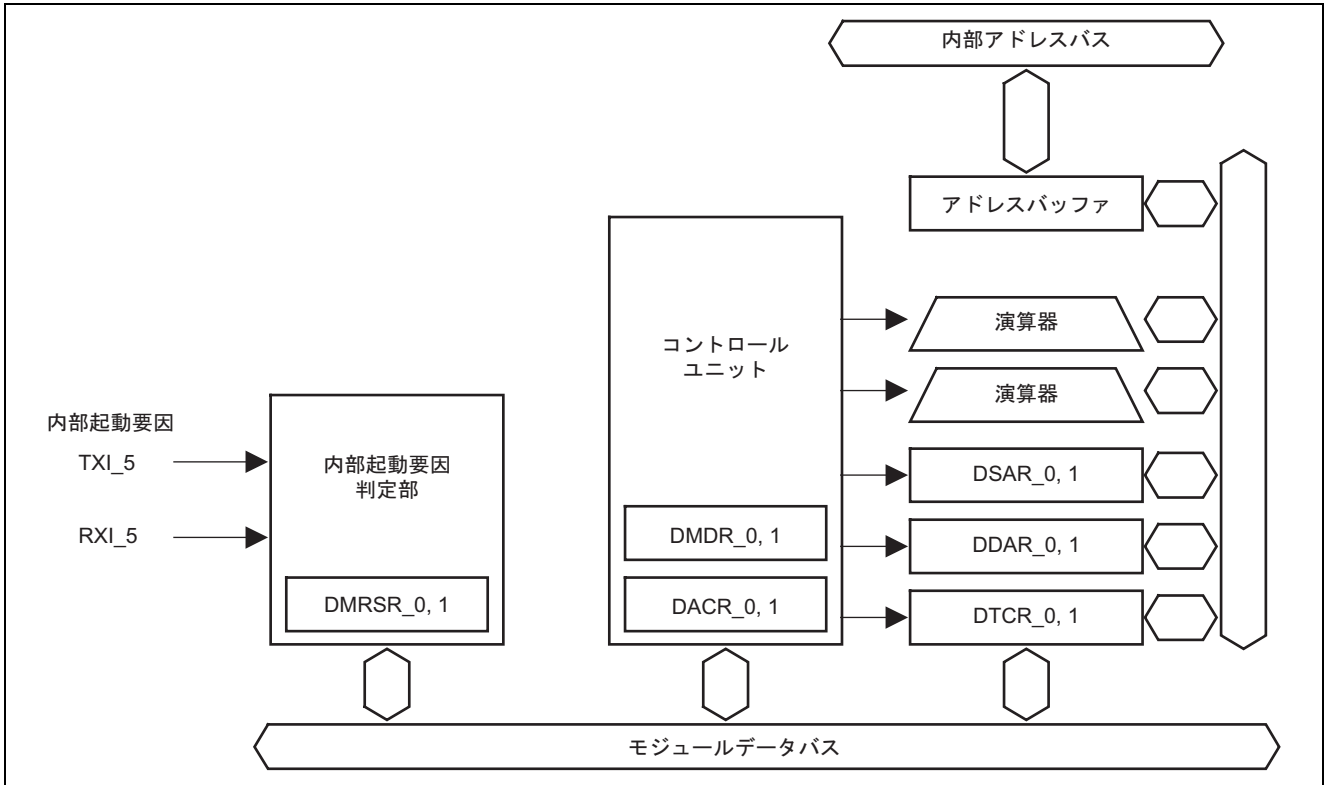 内部アドレスバス
アドレスバッファ
コントロール
ユニット
演算器
演算器
内部起動要因
TXI_5
RXI_5
内部起動要因
判定部
DMRSR_0, 1
DMDR_0, 1
DACR_0, 1
DSAR_0, 1
DDAR_0, 1
DTCR_0, 1
モジュールデータバス